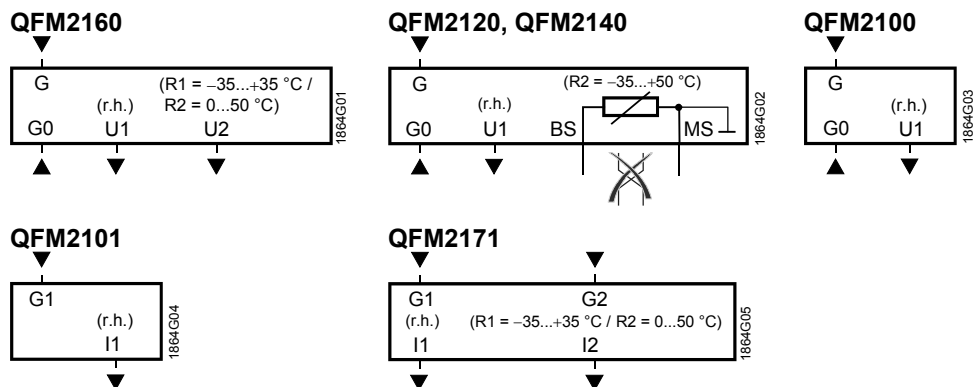 QFM2160
G
(R1 = –35...+35 °C /
(r.h.) R2 = 0...50 °C)
G0 U1 U2
1864G01
QFM2120, QFM2140
G
(R2 = –35...+50 °C)
(r.h.)
G0 U1 BS MS
1864G02
QFM2100
G
(r.h.)
G0 U1
1864G03
QFM2101
G1
(r.h.)
I1
1864G04
QFM2171
G1 G2
(r.h.) (R1 = –35...+35 °C / R2 = 0...50 °C)
I1 I2
1864G05